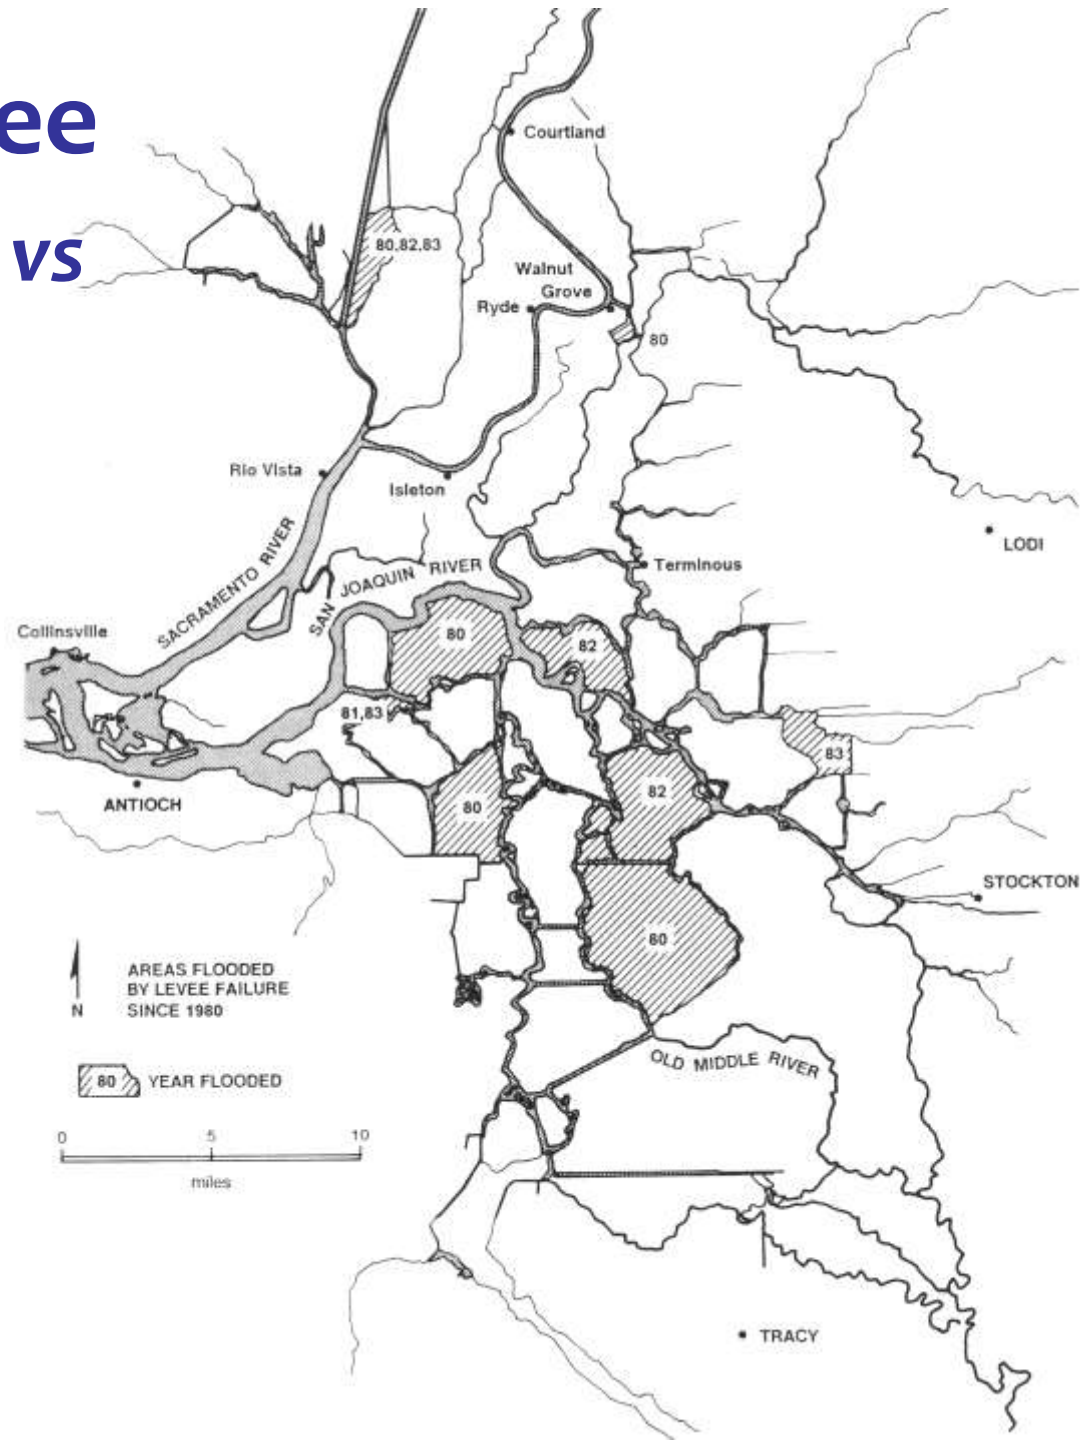 ee
vs
Courtland
80,82,83
Walnut
Grove
Ryde
80
Rio Vista
Isleton
LODI
SACRAMENTO RIVER
SAN JOAQUIN RIVER
Terminous
Collinsville
80
82
81,83
83
ANTIOCH
80
82
STOCKTON
80
N
AREAS FLOODED
BY LEVEE FAILURE
SINCE 1980
OLD MIDDLE RIVER
80 YEAR FLOODED
0 5 10
miles
TRACY